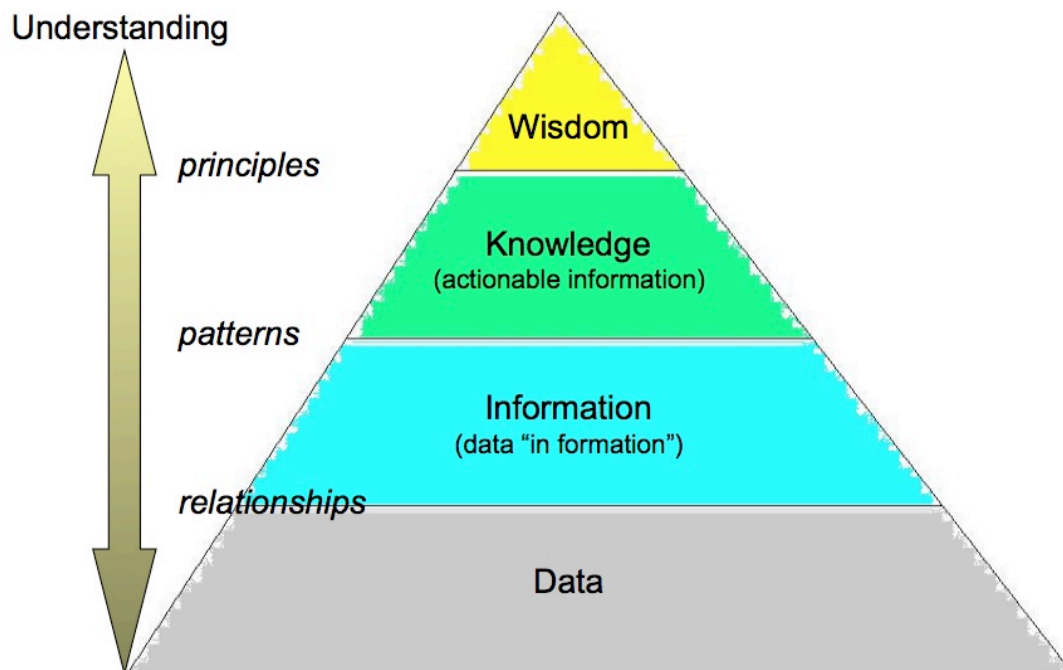 Understanding
Wisdom
principles
Knowledge
(actionable information)
patterns
Information
(data “in formation”)
relationships
Data